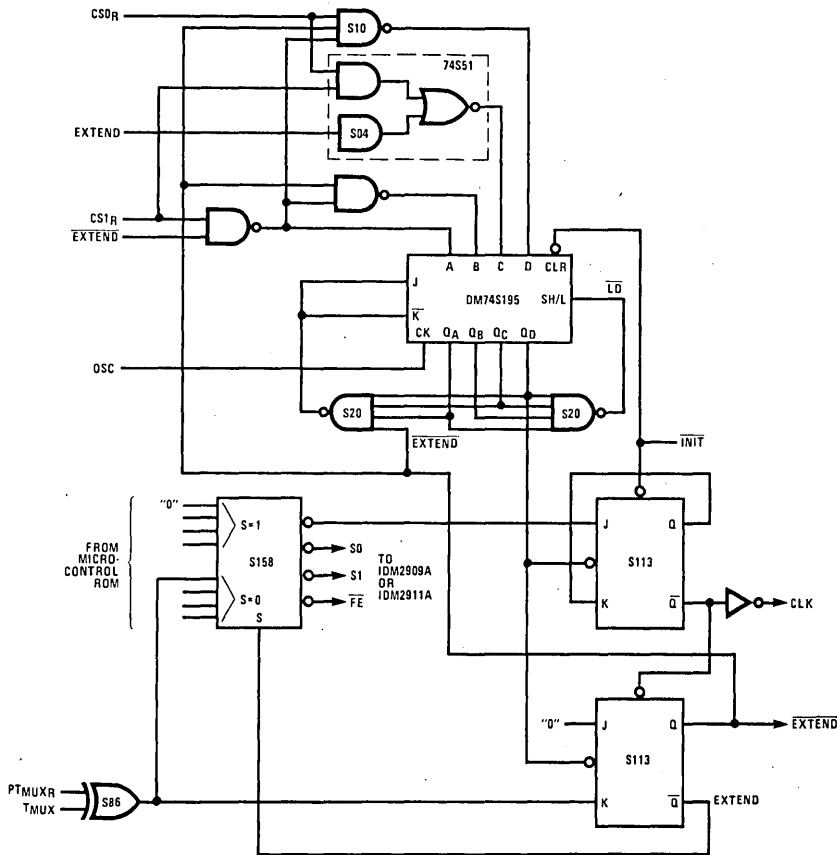 CS0R
S10
74S51
EXTEND
S04
CS1R
EXTEND
A B C D CLR
J
DM74S195
SH/L
LD
K
CK QA QB QC QD
OSC
S20
S20
EXTEND
INIT
"0"
S*1
J
Q
FROM
MICRO-
CONTROL
ROM
S158
S0
S1
FE
TO
IDM2909A
OR
IDM2911A
S113
S*0
S
K
Q
CLK
"0"
J
Q
EXTEND
S113
PTMUXR
TMUX
S86
K
Q
EXTEND